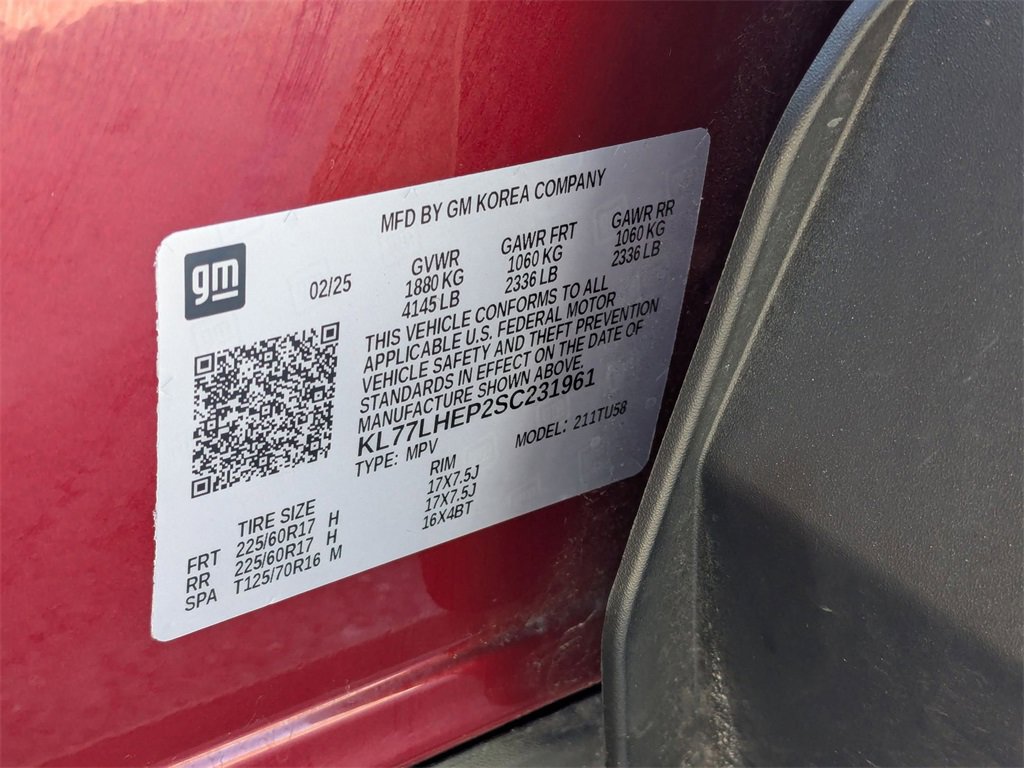 MFD BY GM KOREA COMPANY
gm
02/25
GVWR
1880 KG
4145 LB
GAWR FRT
1060 KG
2336 LB
GAWR RR
1060 KG
2336 LB
THIS VEHICLE CONFORMS TO ALL
APPLICABLE U.S. FEDERAL MOTOR
VEHICLE SAFETY AND THEFT PREVENTION
STANDARDS IN EFFECT ON THE DATE OF
MANUFACTURE SHOWN ABOVE.
KL77LHEP2SC231961
TYPE: MPV MODEL: 211TU58
TIRE SIZE RIM
FRT 225/60R17 H 17X7.5J
RR 225/60R17 H 17X7.5J
SPA T125/70R16 M 16X4BT